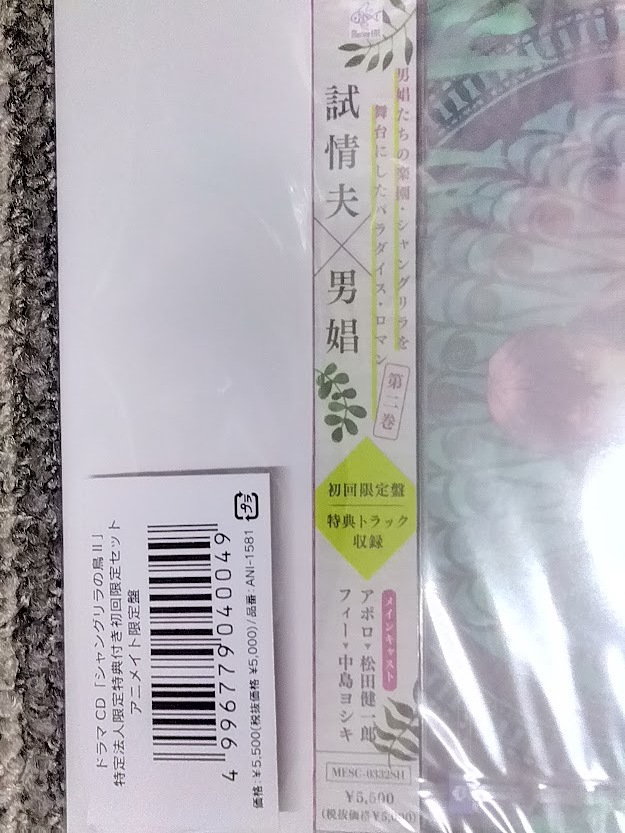 男娼たちの楽園・シャングリラを
舞台にしたパラダイス・ロマン
試情夫×男娼
第二巻
初回限定盤
特典トラック
収録
メインキャスト
アポロ▼松田健一郎
フィー▼中島ヨシキ
MESC-0332SH
¥5,500
(税抜価格¥5,000)
ドラマCD「シャングリラの鳥 II」
特定法人限定特典付き初回限定セット
アニメイト限定盤
プラ
4 996779 040049
価格:¥5,500(税抜価格 ¥5,000)/品番:ANI-1581